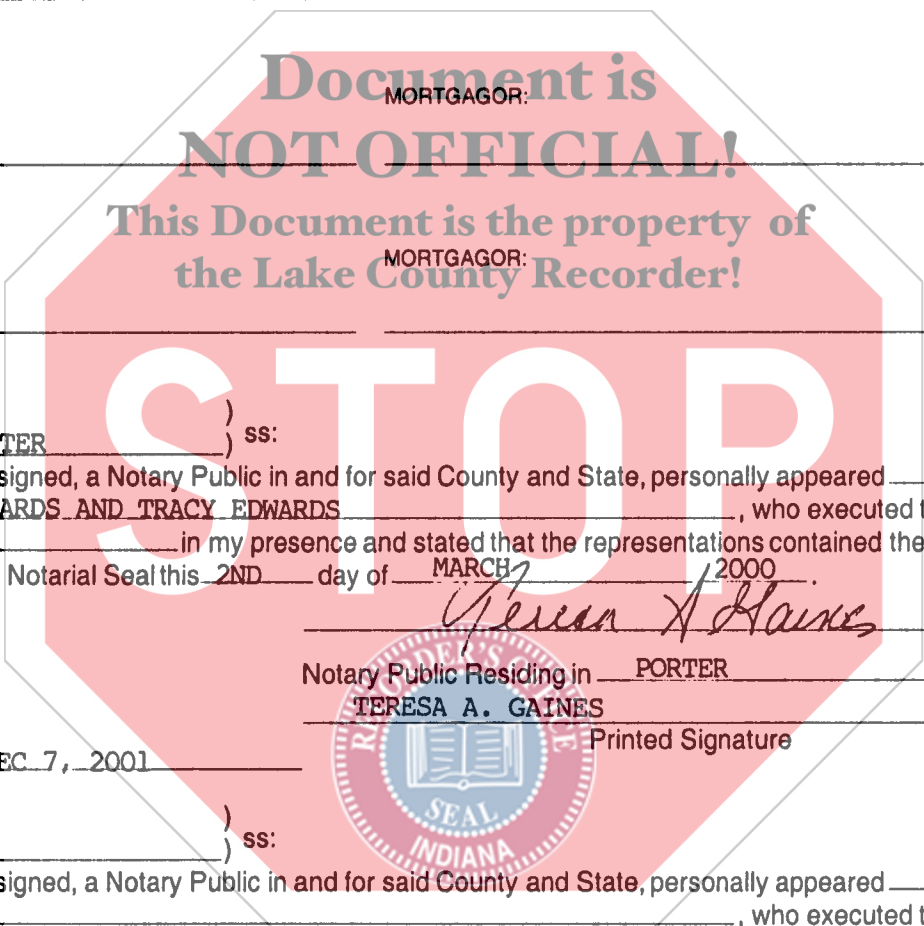 Document is
MORTGAGOR:
NOT OFFICIAL!
This Document is the property of
MORTGAGOR:
the Lake County Recorder!
STOP
)
TER ) ss:
signed, a Notary Public in and for said County and State, personally appeared
ARDS AND TRACY EDWARDS , who executed t
in my presence and stated that the representations contained the
Notarial Seal this 2ND day of MARCH, 2000.
Teresa A Gaines
Notary Public Residing in PORTER
TERESA A. GAINES
Printed Signature
EC 7, 2001
RECORDER'S OFFICE
SEAL
INDIANA
)
) ss:
signed, a Notary Public in and for said County and State, personally appeared
, who executed t